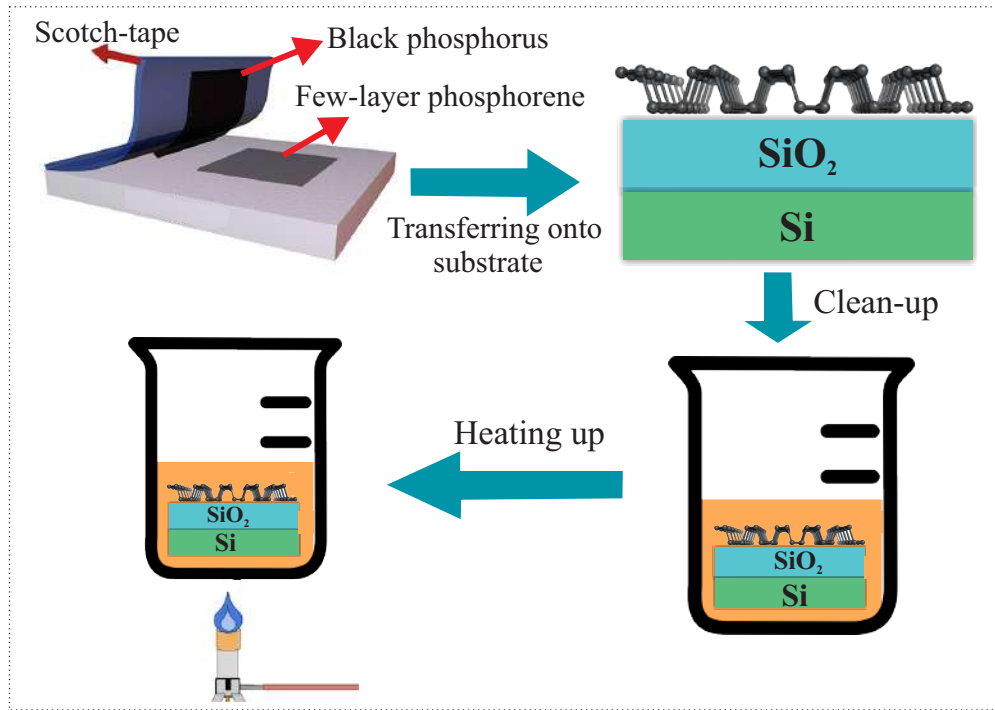 Scotch-tape
Black phosphorus
Few-layer phosphorene
Transferring onto
substrate
SiO₂
Si
Clean-up
Heating up
SiO₂
Si
SiO₂
Si